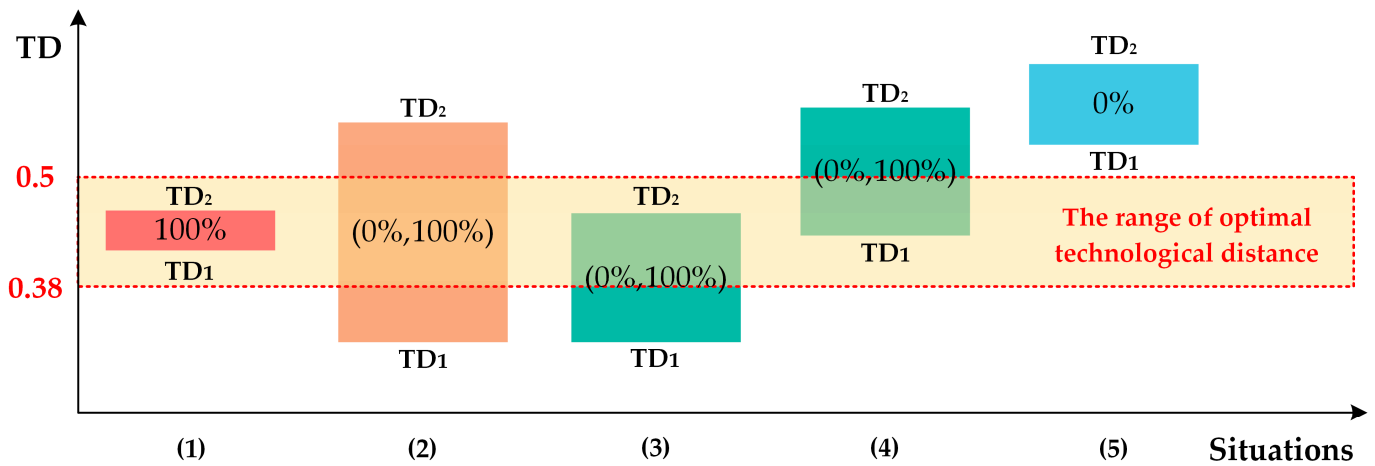 TD
TD2
TD2
TD2
0%
TD2
(0%,100%)
TD1
0.5
TD2
100%
TD1
(0%,100%)
TD2
(0%,100%)
TD1
The range of optimal
technological distance
0.38
TD1
TD1
(1)
(2)
(3)
(4)
(5)
Situations